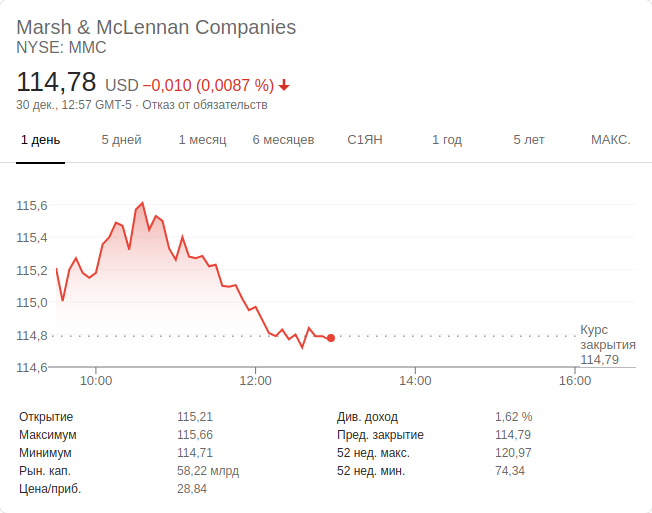 Marsh & McLennan Companies
NYSE: MMC
114,78 USD −0,010 (0,0087 %)
30 дек., 12:57 GMT-5 · Отказ от обязательств
1 день 5 дней 1 месяц 6 месяцев С1ЯН 1 год 5 лет МАКС.
115,6
115,4
115,2
115,0
114,8
114,6
Курс
закрытия
114,79
10:00 12:00 14:00 16:00
Открытие 115,21 Див. доход 1,62 %
Максимум 115,66 Пред. закрытие 114,79
Минимум 114,71 52 нед. макс. 120,97
Рын. кап. 58,22 млрд 52 нед. мин. 74,34
Цена/приб. 28,84